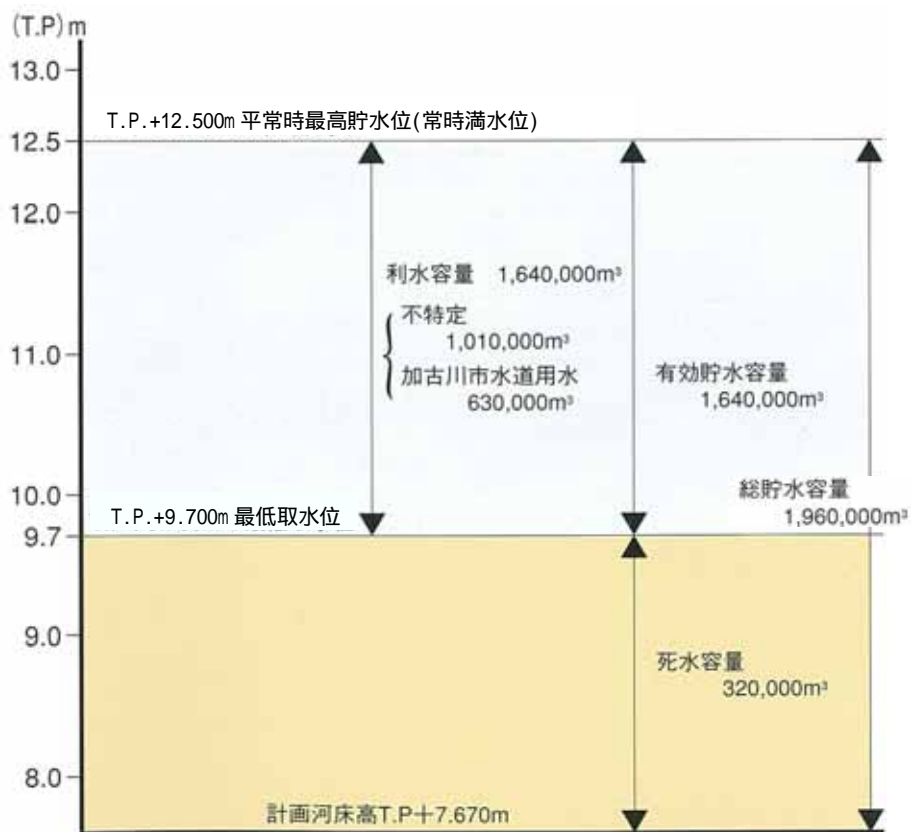 (T.P)m
13.0
T.P.+12.500m 平常時最高貯水位(常時満水位)
12.5
12.0
利水容量 1,640,000m³
不特定
1,010,000m³
11.0
加古川市水道用水
630,000m³
有効貯水容量
1,640,000m³
10.0
総貯水容量
1,960,000m³
T.P.+9.700m 最低取水位
9.7
9.0
死水容量
320,000m³
8.0
計画河床高T.P+7.670m